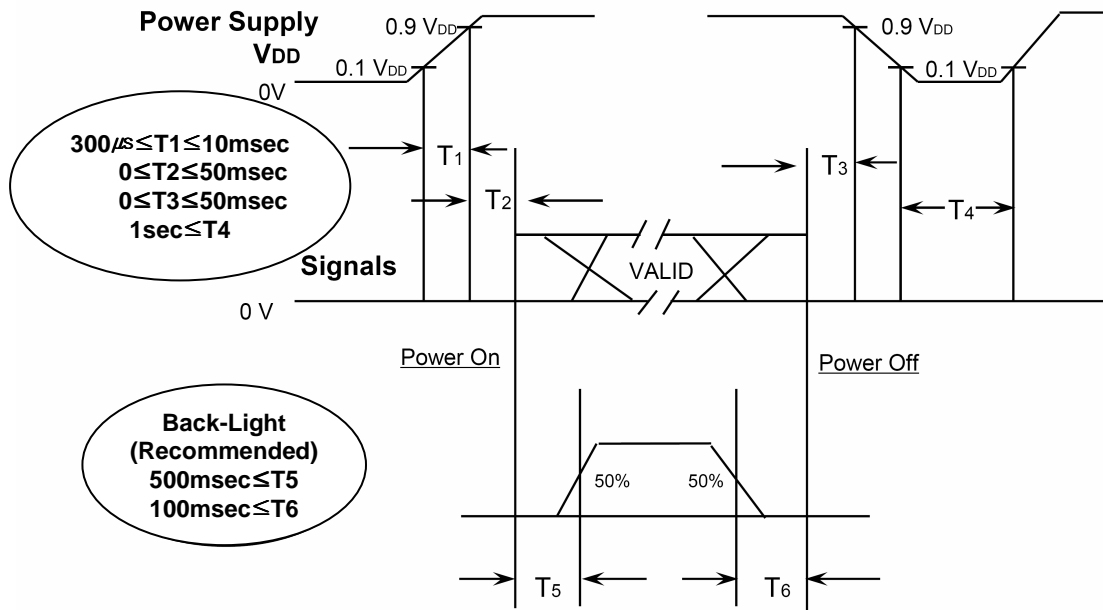 Power Supply
VDD
0.9 VDD
0.9 VDD
0.1 VDD
0.1 VDD
0V
300μs≤T1≤10msec
0≤T2≤50msec
0≤T3≤50msec
1sec≤T4
T1
T2
T3
T4
Signals
VALID
0 V
Power On
Power Off
Back-Light
(Recommended)
500msec≤T5
100msec≤T6
50%
50%
T5
T6